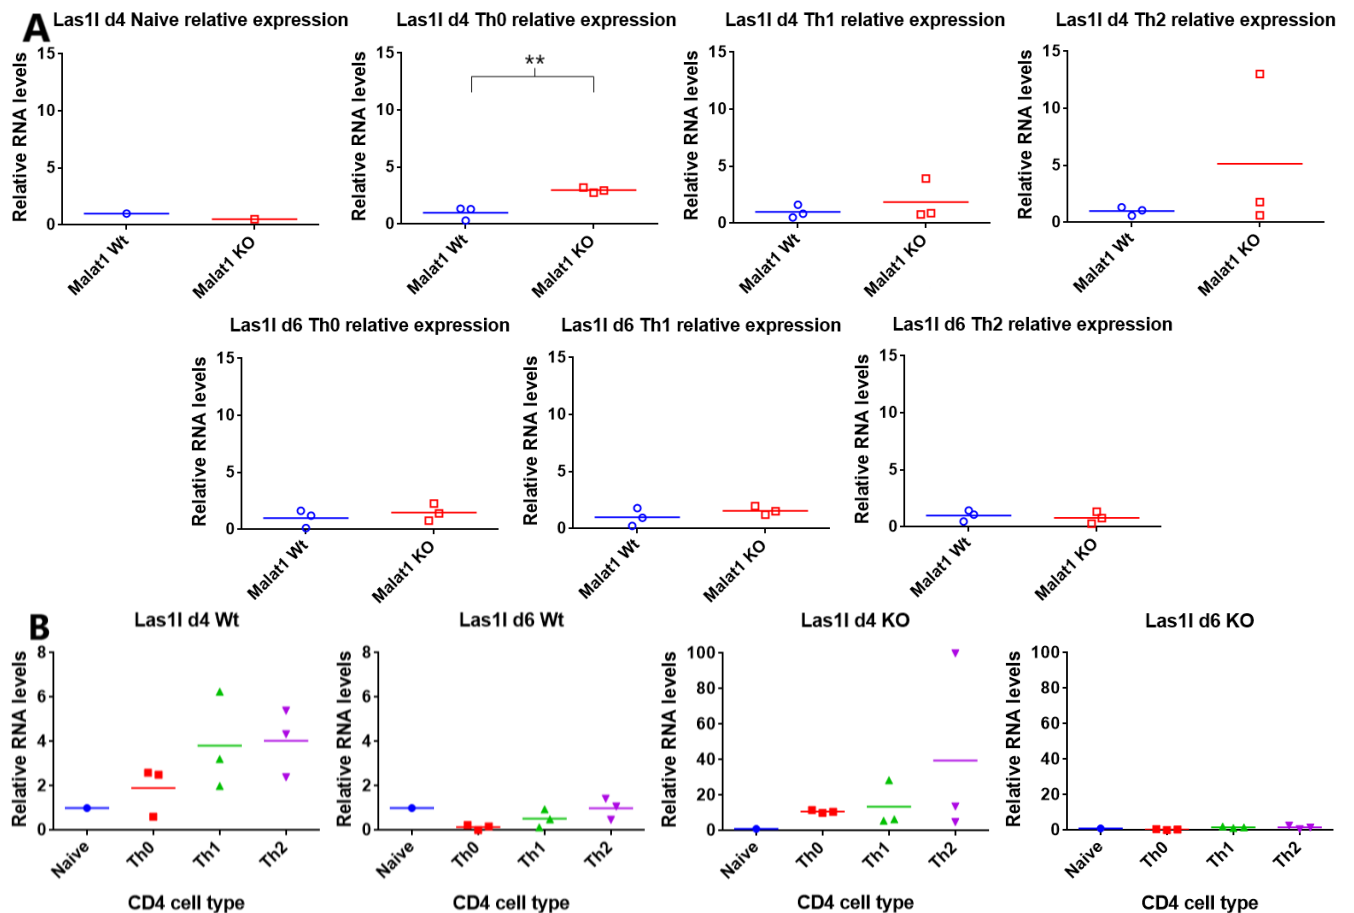 A
Las1l d4 Naive relative expression
Relative RNA levels
15
10
5
0
Malat1 Wt
Malat1 KO
Las1l d4 Th0 relative expression
Relative RNA levels
15
10
5
0
**
Malat1 Wt
Malat1 KO
Las1l d4 Th1 relative expression
Relative RNA levels
15
10
5
0
Malat1 Wt
Malat1 KO
Las1l d4 Th2 relative expression
Relative RNA levels
15
10
5
0
Malat1 Wt
Malat1 KO
Las1l d6 Th0 relative expression
Relative RNA levels
15
10
5
0
Malat1 Wt
Malat1 KO
Las1l d6 Th1 relative expression
Relative RNA levels
15
10
5
0
Malat1 Wt
Malat1 KO
Las1l d6 Th2 relative expression
Relative RNA levels
15
10
5
0
Malat1 Wt
Malat1 KO
B
Las1l d4 Wt
Relative RNA levels
8
6
4
2
0
Naive
Th0
Th1
Th2
CD4 cell type
Las1l d6 Wt
Relative RNA levels
8
6
4
2
0
Naive
Th0
Th1
Th2
CD4 cell type
Las1l d4 KO
Relative RNA levels
100
80
60
40
20
0
Naive
Th0
Th1
Th2
CD4 cell type
Las1l d6 KO
Relative RNA levels
100
80
60
40
20
0
Naive
Th0
Th1
Th2
CD4 cell type